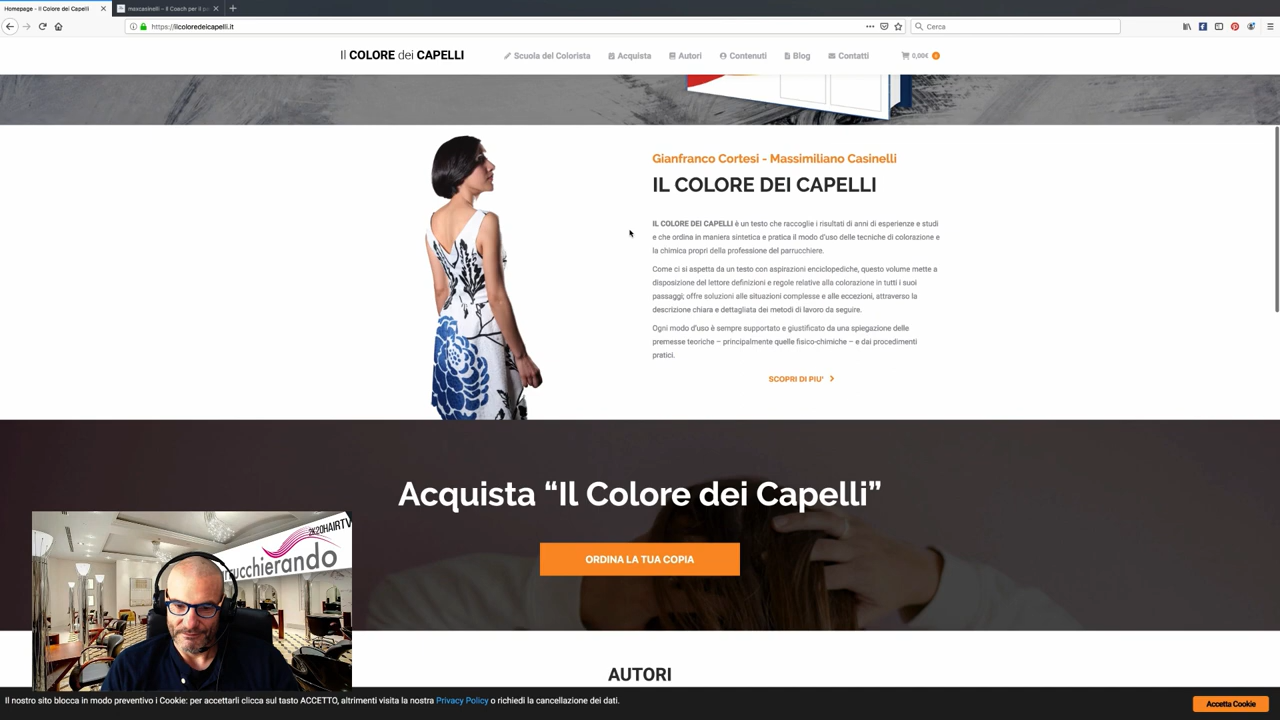 Homepage - Il Colore dei Capelli
maxcasinelli – Il Coach per il pa
https://ilcoloredeicapelli.it
Cerca
Il COLORE dei CAPELLI
Scuola del Colorista
Acquista
Autori
Contenuti
Blog
Contatti
0,00€ 0
Gianfranco Cortesi - Massimiliano Casinelli
IL COLORE DEI CAPELLI
IL COLORE DEI CAPELLI è un testo che raccoglie i risultati di anni di esperienze e studi
e che ordina in maniera sintetica e pratica il modo d'uso delle tecniche di colorazione e
la chimica propri della professione del parrucchiere.
Come ci si aspetta da un testo con aspirazioni enciclopediche, questo volume mette a
disposizione del lettore definizioni e regole relative alla colorazione in tutti i suoi
passaggi; offre soluzioni alle situazioni complesse e alle eccezioni, attraverso la
descrizione chiara e dettagliata dei metodi di lavoro da seguire.
Ogni modo d'uso è sempre supportato e giustificato da una spiegazione delle
premesse teoriche – principalmente quelle fisico-chimiche – e dai procedimenti
pratici.
SCOPRI DI PIU'
Acquista “Il Colore dei Capelli”
ORDINA LA TUA COPIA
2K20HAIRTV
rrucchierando
AUTORI
Il nostro sito blocca in modo preventivo i Cookie: per accettarli clicca sul tasto ACCETTO, altrimenti visita la nostra Privacy Policy o richiedi la cancellazione dei dati.
Accetta Cookie